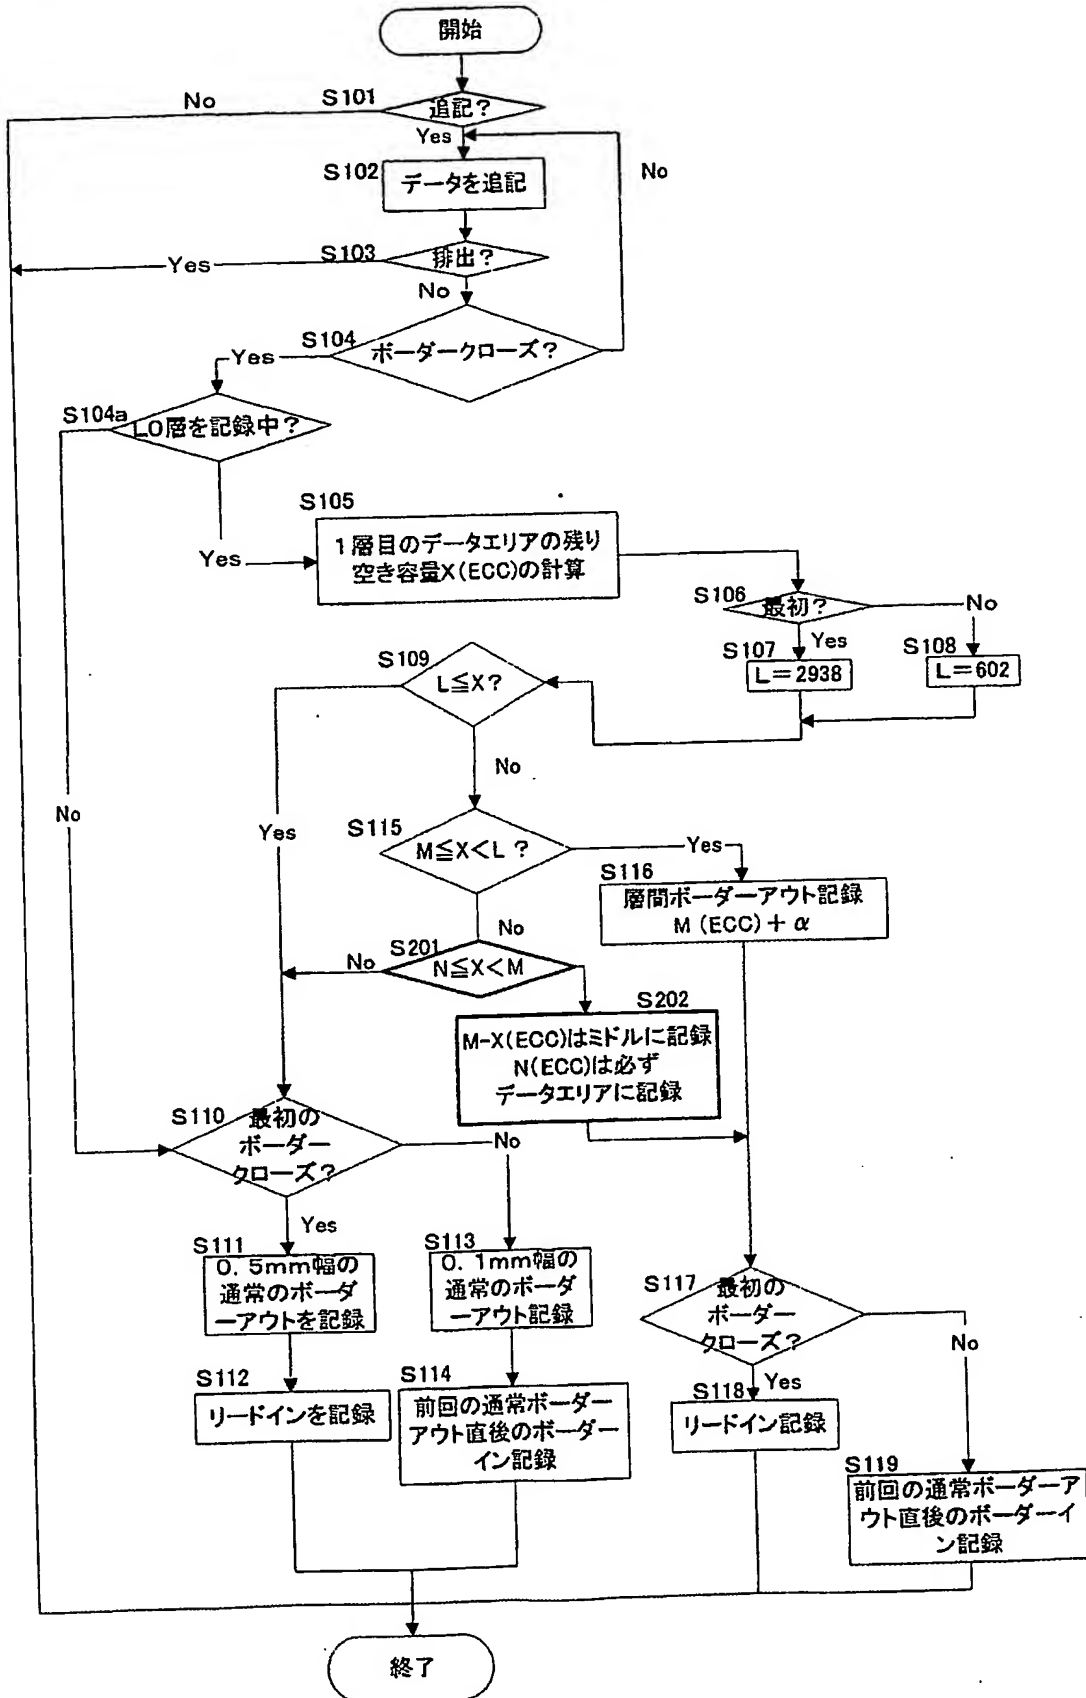 開始
No
S101
追記?
Yes
S102
データを追記
No
S103
排出?
Yes
No
S104
ボーダークローズ?
Yes
S104a
L0層を記録中?
S105
Yes
1層目のデータエリアの残り
空き容量X(ECC)の計算
S106
最初?
No
Yes
S107
L=2938
S108
L=602
S109
L≦X?
No
Yes
No
S115
M≦X<L ?
Yes
S116
層間ボーダーアウト記録
M (ECC) + α
No
S201
N≦X<M
No
S202
M-X(ECC)はミドルに記録
N(ECC)は必ず
データエリアに記録
S110
最初の
ボーダー
クローズ?
No
Yes
S111
0. 5mm幅の
通常のボーダ
ーアウトを記録
S113
0. 1mm幅の
通常のボーダ
ーアウト記録
S117
最初の
ボーダー
クローズ?
No
S112
リードインを記録
S114
前回の通常ボーダー
アウト直後のボーダー
イン記録
Yes
S118
リードイン記録
S119
前回の通常ボーダーア
ウト直後のボーダーイ
ン記録
終了